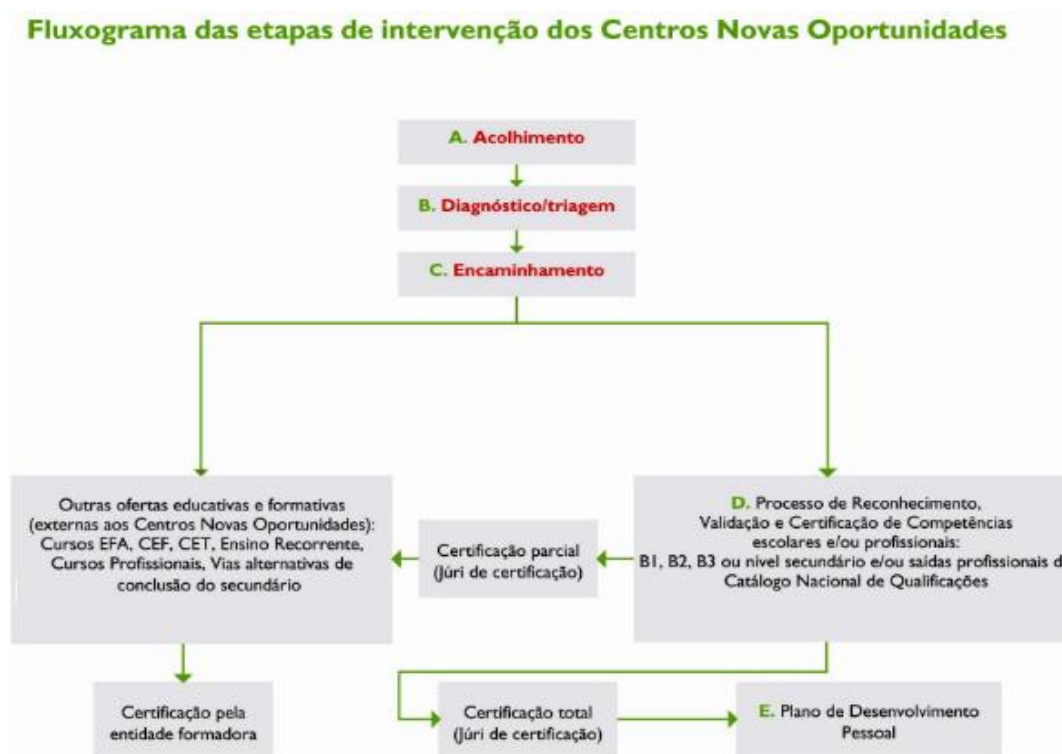 Fluxograma das etapas de intervenção dos Centros Novas Oportunidades
A. Acolhimento
B. Diagnóstico/triagem
C. Encaminhamento
Outras ofertas educativas e formativas
(externas aos Centros Novas Oportunidades):
Cursos EFA, CEF, CET, Ensino Recorrente,
Cursos Profissionais, Vias alternativas de
conclusão do secundário
Certificação parcial
(Júri de certificação)
D. Processo de Reconhecimento,
Validação e Certificação de Competências
escolares e/ou profissionais:
B1, B2, B3 ou nível secundário e/ou saídas profissionais d
Catálogo Nacional de Qualificações
Certificação pela
entidade formadora
Certificação total
(Júri de certificação)
E. Plano de Desenvolvimento
Pessoal